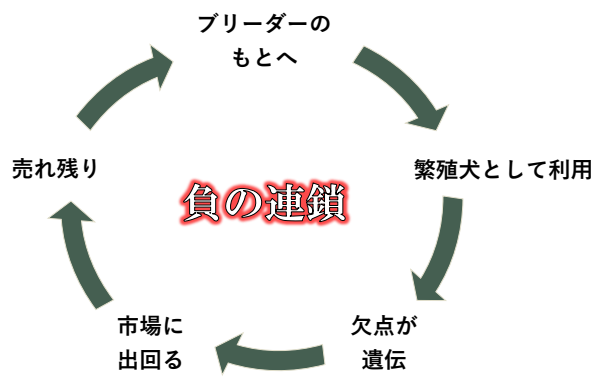 ブリーダーの
もとへ
繁殖犬として利用
欠点が
遺伝
市場に
出回る
売れ残り
負の連鎖